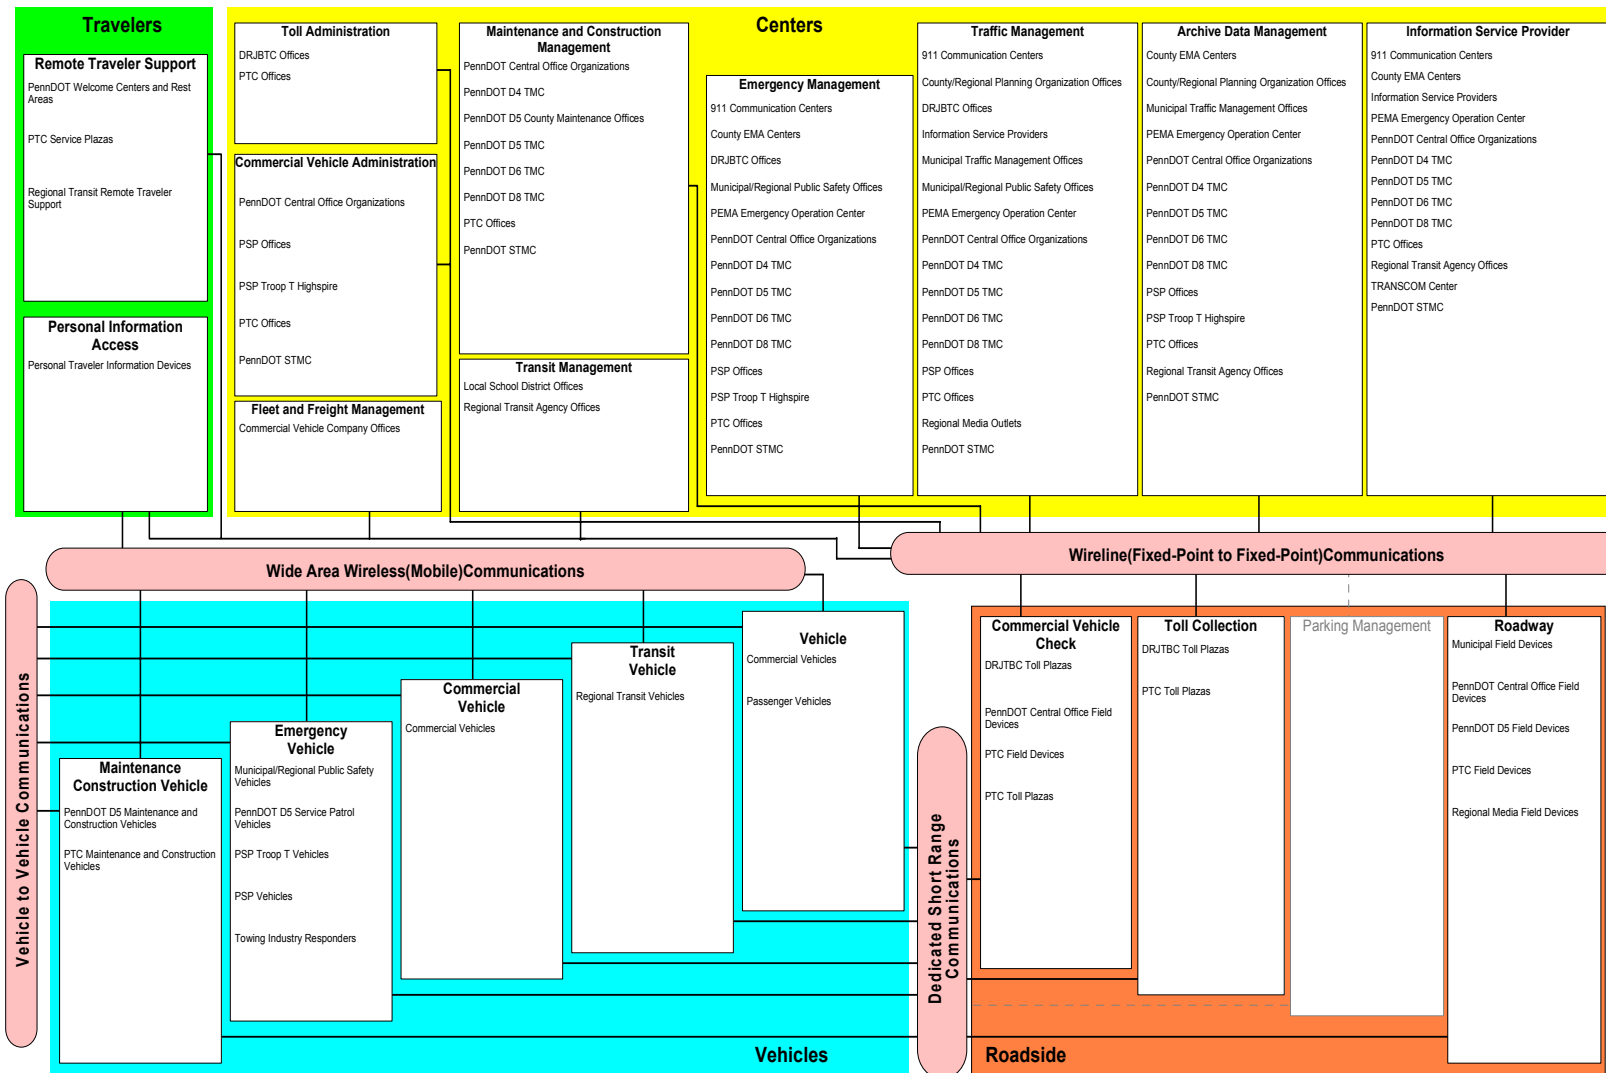 Travelers
Remote Traveler Support
PennDOT Welcome Centers and Rest
Areas
PTC Service Plazas
Regional Transit Remote Traveler
Support
Personal Information
Access
Personal Traveler Information Devices
Centers
Toll Administration
DRJBTC Offices
PTC Offices
Commercial Vehicle Administration
PennDOT Central Office Organizations
PSP Offices
PSP Troop T Highspire
PTC Offices
PennDOT STMC
Fleet and Freight Management
Commercial Vehicle Company Offices
Maintenance and Construction
Management
PennDOT Central Office Organizations
PennDOT D4 TMC
PennDOT D5 County Maintenance Offices
PennDOT D5 TMC
PennDOT D6 TMC
PennDOT D8 TMC
PTC Offices
PennDOT STMC
Transit Management
Local School District Offices
Regional Transit Agency Offices
Emergency Management
911 Communication Centers
County EMA Centers
DRJBTC Offices
Municipal/Regional Public Safety Offices
PEMA Emergency Operation Center
PennDOT Central Office Organizations
PennDOT D4 TMC
PennDOT D5 TMC
PennDOT D6 TMC
PennDOT D8 TMC
PSP Offices
PSP Troop T Highspire
PTC Offices
PennDOT STMC
Traffic Management
911 Communication Centers
County/Regional Planning Organization Offices
DRJBTC Offices
Information Service Providers
Municipal Traffic Management Offices
Municipal/Regional Public Safety Offices
PEMA Emergency Operation Center
PennDOT Central Office Organizations
PennDOT D4 TMC
PennDOT D5 TMC
PennDOT D6 TMC
PennDOT D8 TMC
PSP Offices
PTC Offices
Regional Media Outlets
PennDOT STMC
Archive Data Management
County EMA Centers
County/Regional Planning Organization Offices
Municipal Traffic Management Offices
PEMA Emergency Operation Center
PennDOT Central Office Organizations
PennDOT D4 TMC
PennDOT D5 TMC
PennDOT D6 TMC
PennDOT D8 TMC
PSP Offices
PSP Troop T Highspire
PTC Offices
Regional Transit Agency Offices
PennDOT STMC
Information Service Provider
911 Communication Centers
County EMA Centers
Information Service Providers
PEMA Emergency Operation Center
PennDOT Central Office Organizations
PennDOT D4 TMC
PennDOT D5 TMC
PennDOT D6 TMC
PennDOT D8 TMC
PTC Offices
Regional Transit Agency Offices
TRANSCOM Center
PennDOT STMC
Wide Area Wireless(Mobile)Communications
Wireline(Fixed-Point to Fixed-Point)Communications
Vehicle to Vehicle Communications
Maintenance
Construction Vehicle
PennDOT D5 Maintenance and
Construction Vehicles
PTC Maintenance and Construction
Vehicles
Emergency
Vehicle
Municipal/Regional Public Safety
Vehicles
PennDOT D5 Service Patrol
Vehicles
PSP Troop T Vehicles
PSP Vehicles
Towing Industry Responders
Commercial
Vehicle
Commercial Vehicles
Transit
Vehicle
Regional Transit Vehicles
Vehicle
Commercial Vehicles
Passenger Vehicles
Vehicles
Dedicated Short Range
Communications
Commercial Vehicle
Check
DRJTBC Toll Plazas
PennDOT Central Office Field
Devices
PTC Field Devices
PTC Toll Plazas
Toll Collection
DRJTBC Toll Plazas
PTC Toll Plazas
Parking Management
Roadway
Municipal Field Devices
PennDOT Central Office Field
Devices
PennDOT D5 Field Devices
PTC Field Devices
Regional Media Field Devices
Roadside